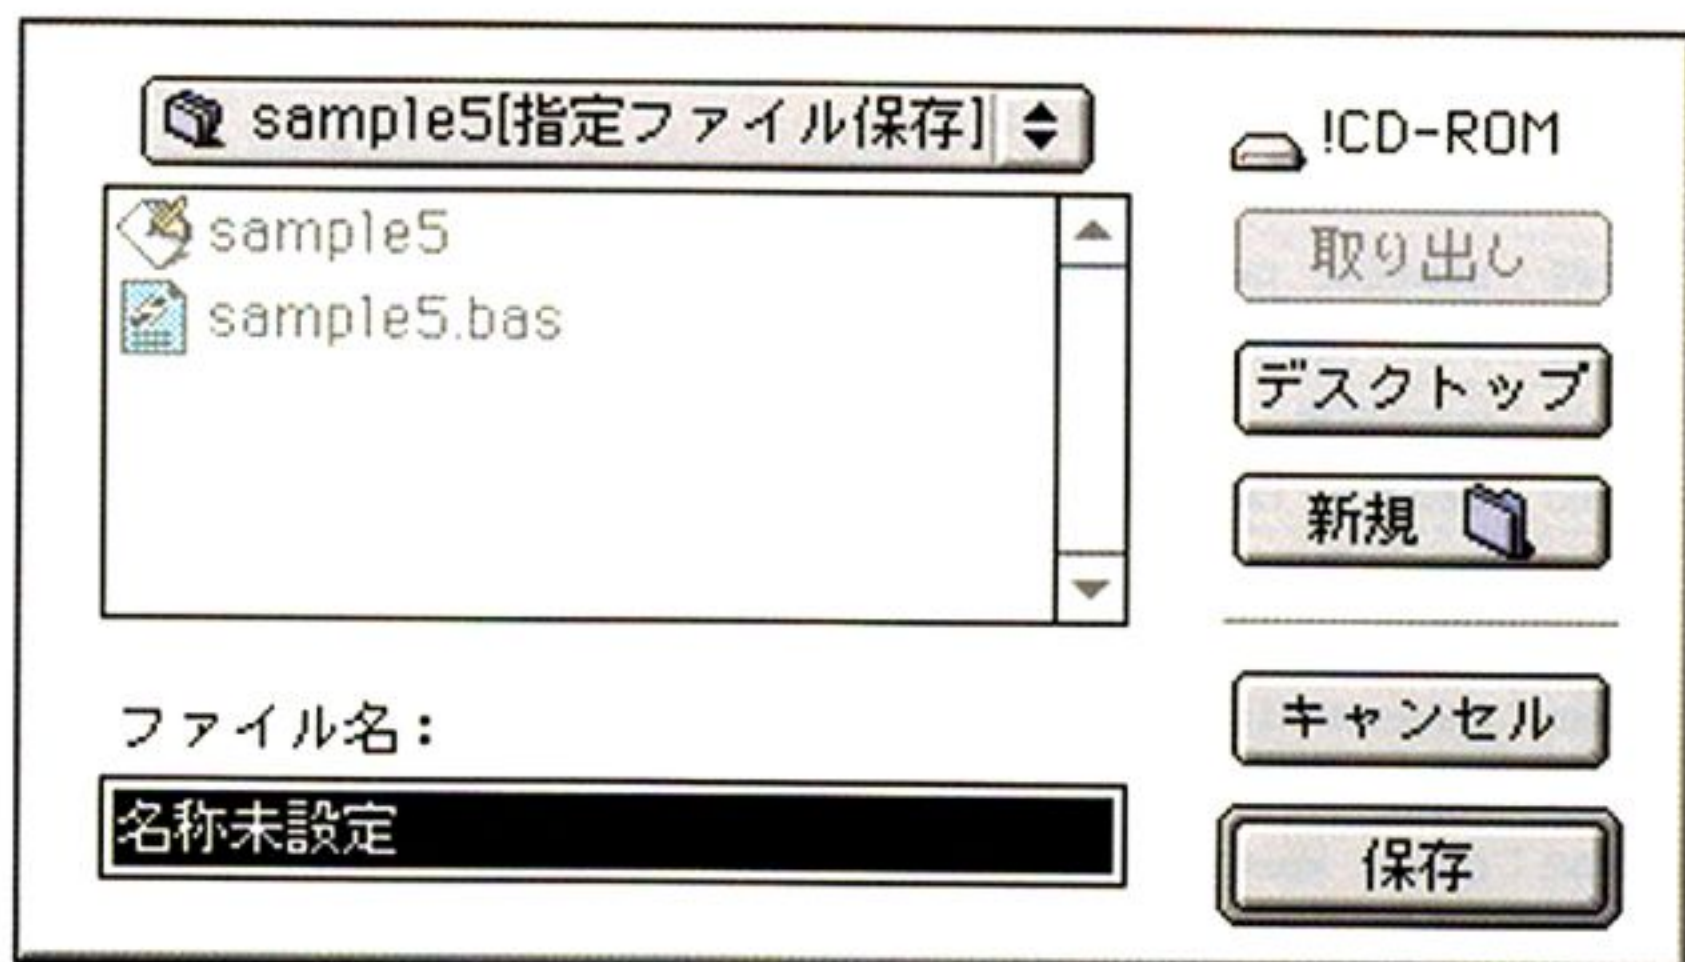 sample5[指定ファイル保存]
sample5
sample5.bas
ファイル名：
名称未設定
!CD-ROM
取り出し
デスクトップ
新規
キャンセル
保存